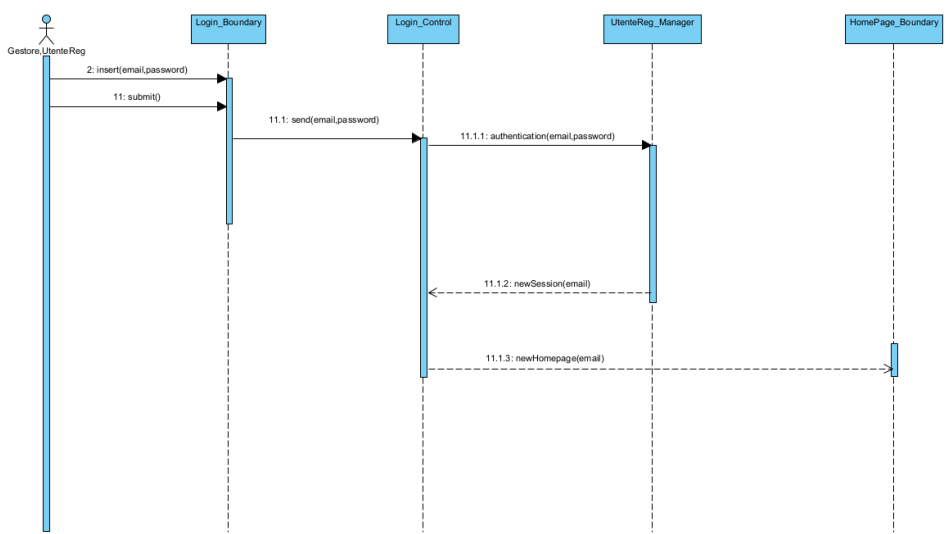 Login_Boundary
Login_Control
UtenteReg_Manager
HomePage_Boundary
Gestore,UtenteReg
2: insert(email,password)
11: submit()
11.1: send(email,password)
11.1.1: authentication(email,password)
11.1.2: newSession(email)
11.1.3: newHomepage(email)